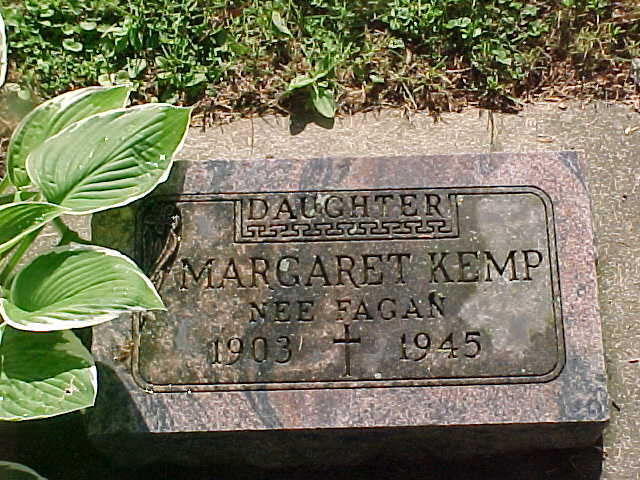 DAUGHTER
MARGARET KEMP
NEE FAGAN
1903 1945